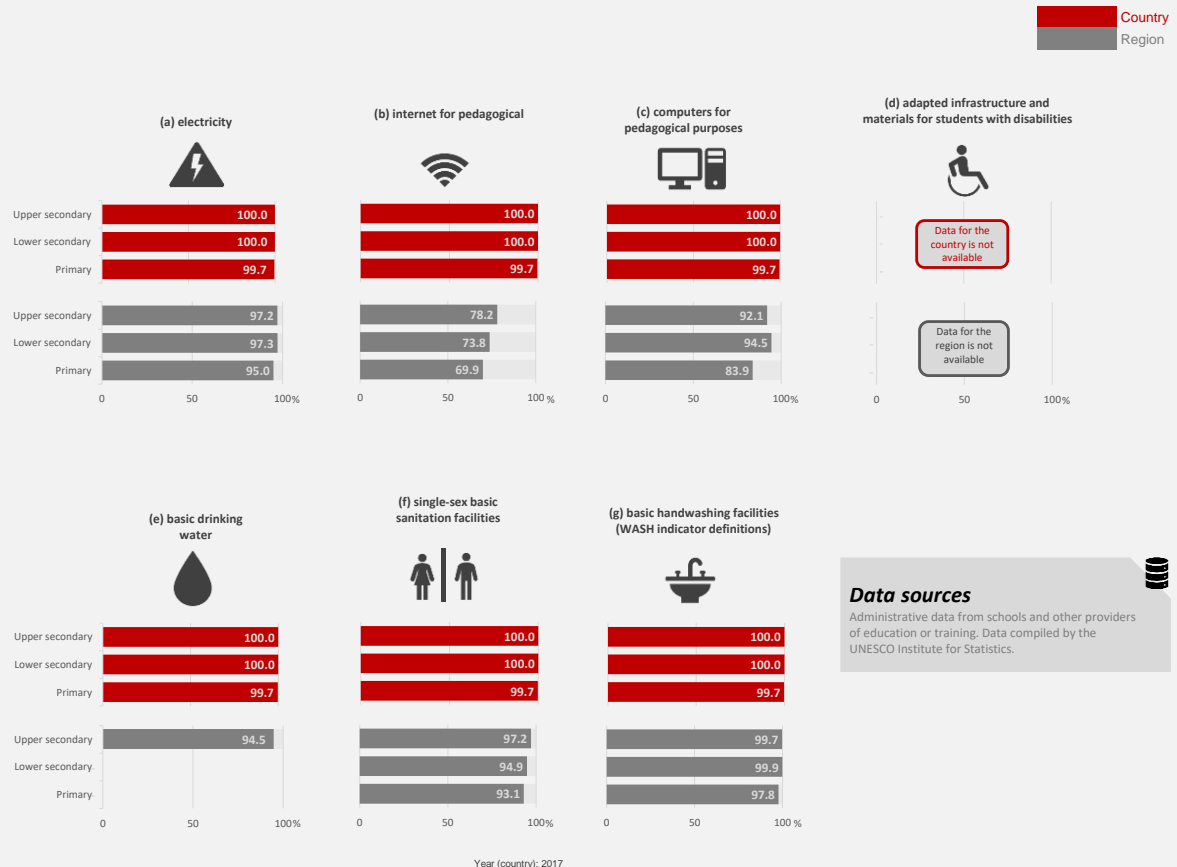 Country
Region
(a) electricity
Upper secondary
100.0
Lower secondary
100.0
Primary
99.7
Upper secondary
97.2
Lower secondary
97.3
Primary
95.0
0 50 100%
(b) internet for pedagogical
100.0
100.0
99.7
78.2
73.8
69.9
0 50 100 %
(c) computers for
pedagogical purposes
100.0
100.0
99.7
92.1
94.5
83.9
0 50 100%
(d) adapted infrastructure and
materials for students with disabilities
Data for the
country is not
available
Data for the
region is not
available
0 50 100%
(e) basic drinking
water
Upper secondary
100.0
Lower secondary
100.0
Primary
99.7
Upper secondary
94.5
Lower secondary
Primary
0 50 100%
(f) single-sex basic
sanitation facilities
100.0
100.0
99.7
97.2
94.9
93.1
0 50 100 %
(g) basic handwashing facilities
(WASH indicator definitions)
100.0
100.0
99.7
99.7
99.9
97.8
0 50 100 %
Data sources
Administrative data from schools and other providers
of education or training. Data compiled by the
UNESCO Institute for Statistics.
Year (country): 2017